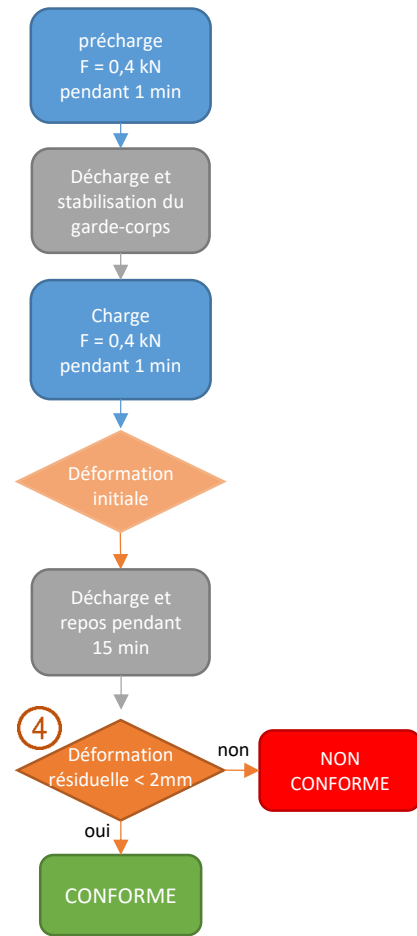 précharge
F = 0,4 kN
pendant 1 min
Décharge et
stabilisation du
garde-corps
Charge
F = 0,4 kN
pendant 1 min
Déformation
initiale
Décharge et
repos pendant
15 min
4
Déformation
résiduelle < 2mm
non
NON
CONFORME
oui
CONFORME